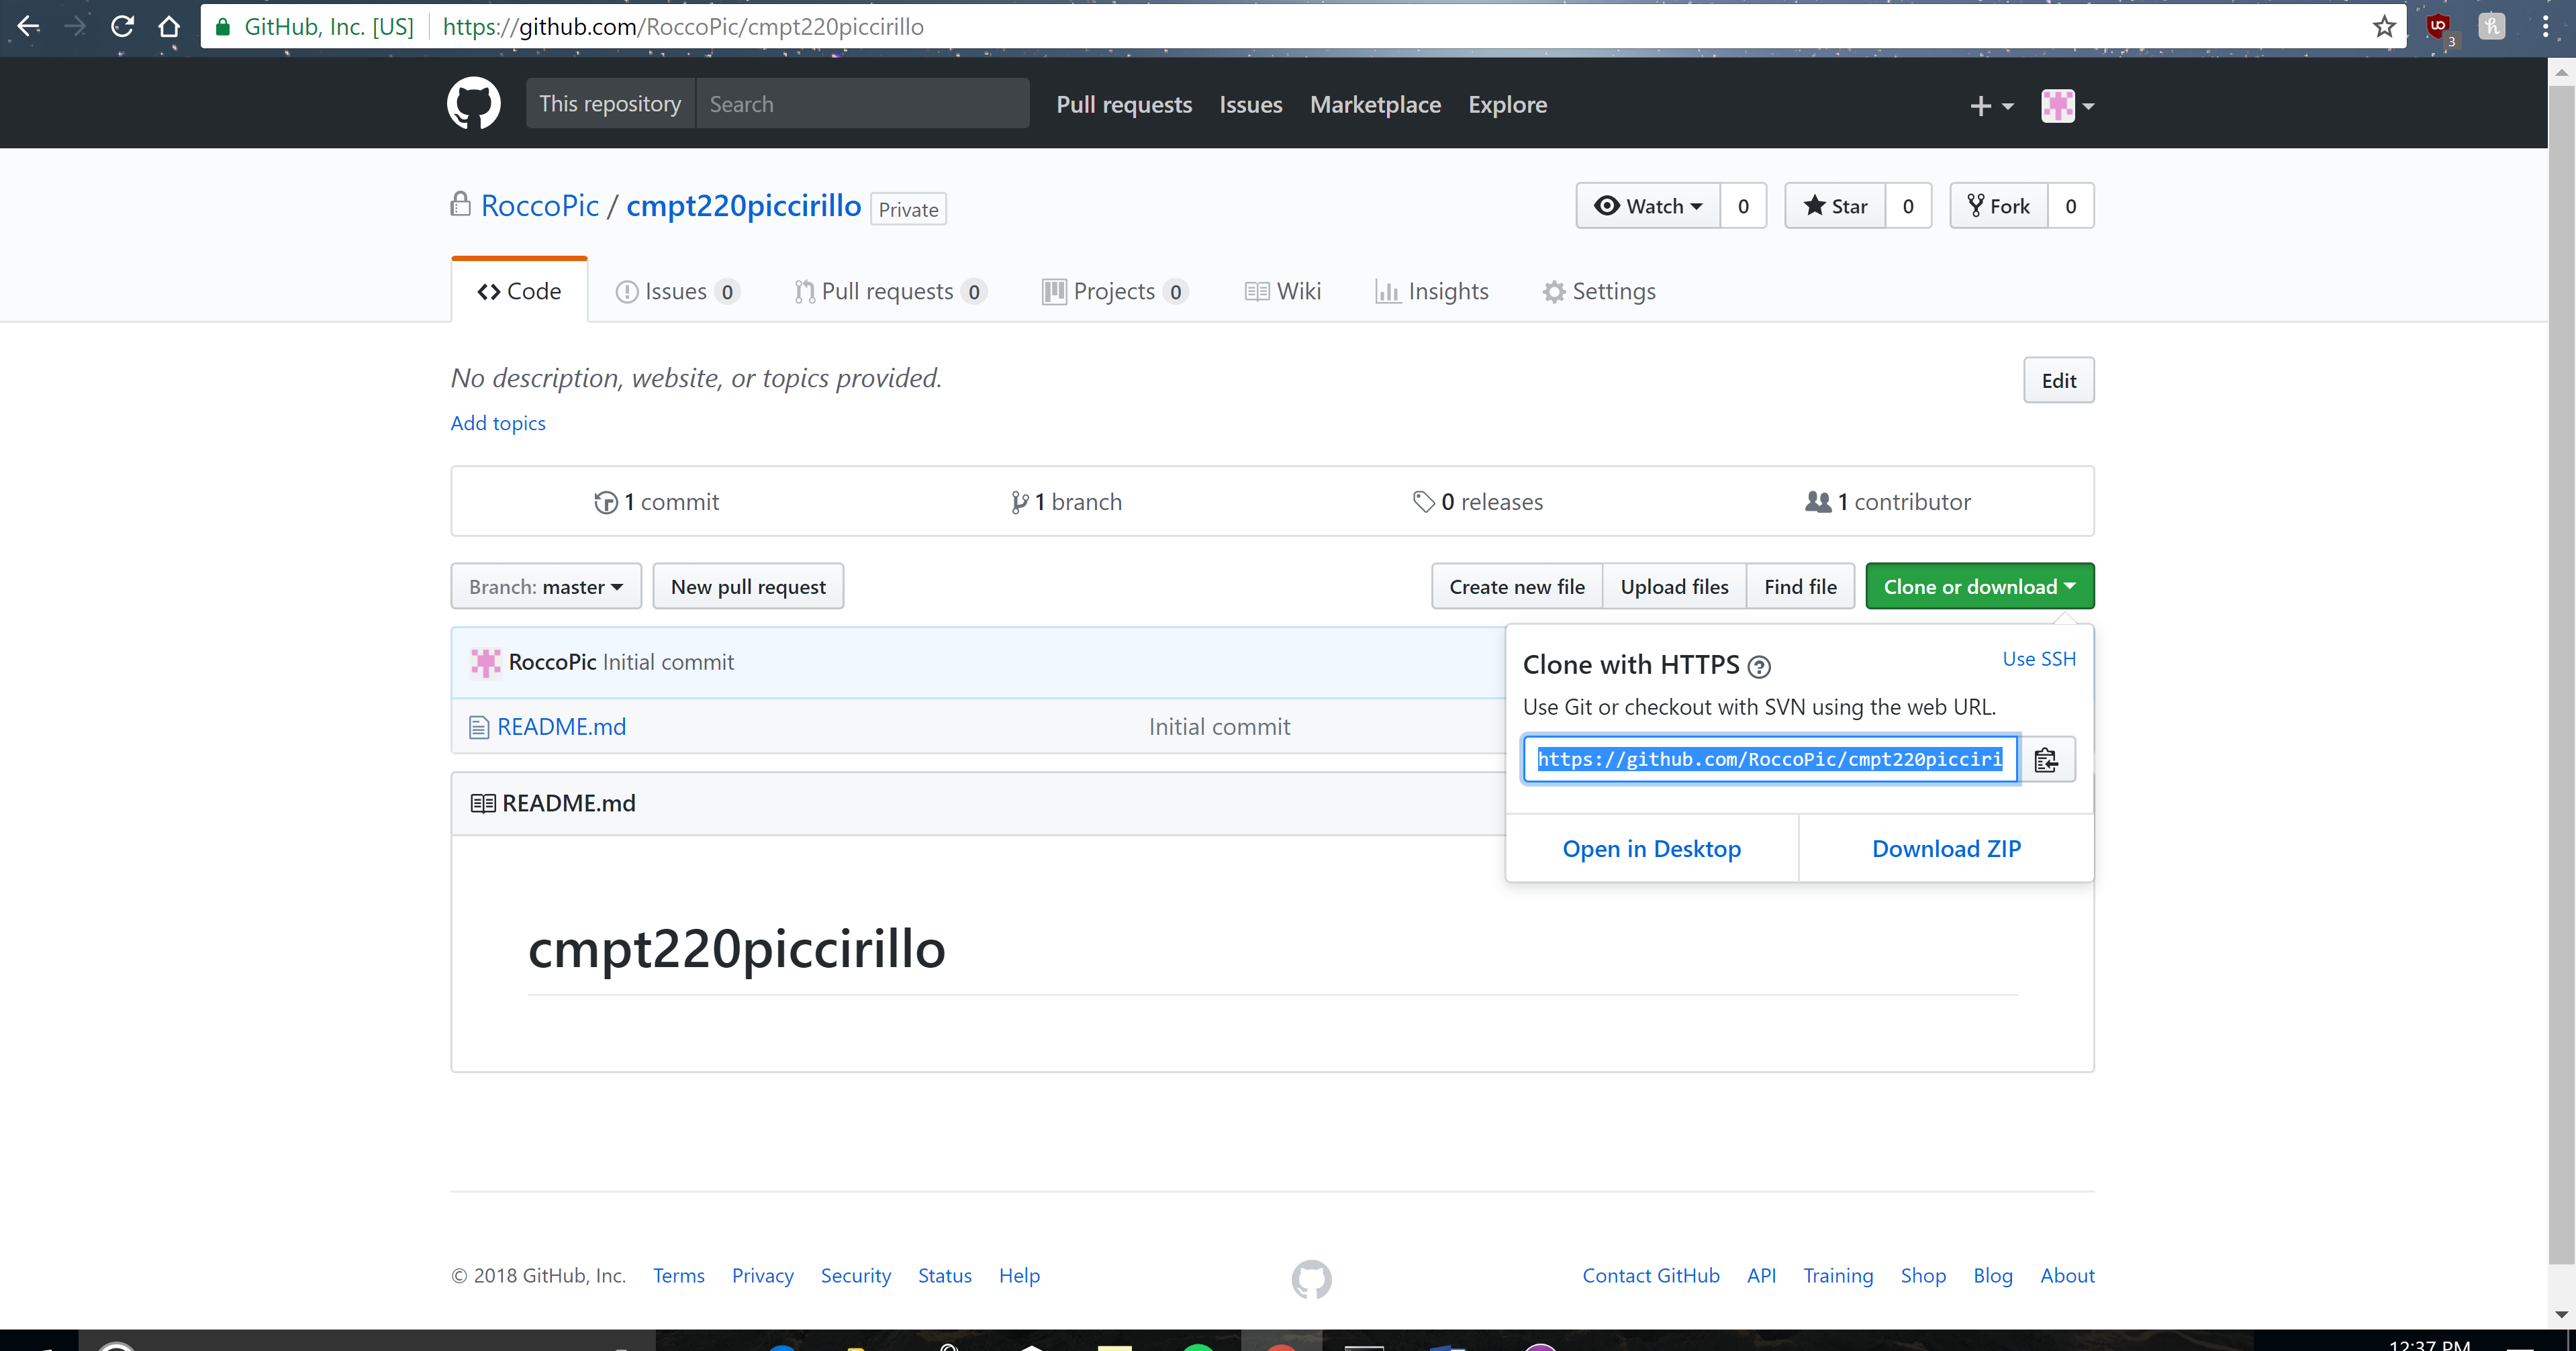 GitHub, Inc. [US] https://github.com/RoccoPic/cmpt220piccirillo
3
This repository Search Pull requests Issues Marketplace Explore
RoccoPic / cmpt220piccirillo Private Watch 0 Star 0 Fork 0
Code Issues 0 Pull requests 0 Projects 0 Wiki Insights Settings
No description, website, or topics provided. Edit
Add topics
1 commit 1 branch 0 releases 1 contributor
Branch: master New pull request Create new file Upload files Find file Clone or download
RoccoPic Initial commit
README.md Initial commit
Clone with HTTPS Use SSH
Use Git or checkout with SVN using the web URL.
https://github.com/RoccoPic/cmpt220picciri
Open in Desktop Download ZIP
README.md
cmpt220piccirillo
© 2018 GitHub, Inc. Terms Privacy Security Status Help Contact GitHub API Training Shop Blog About
12:37 PM